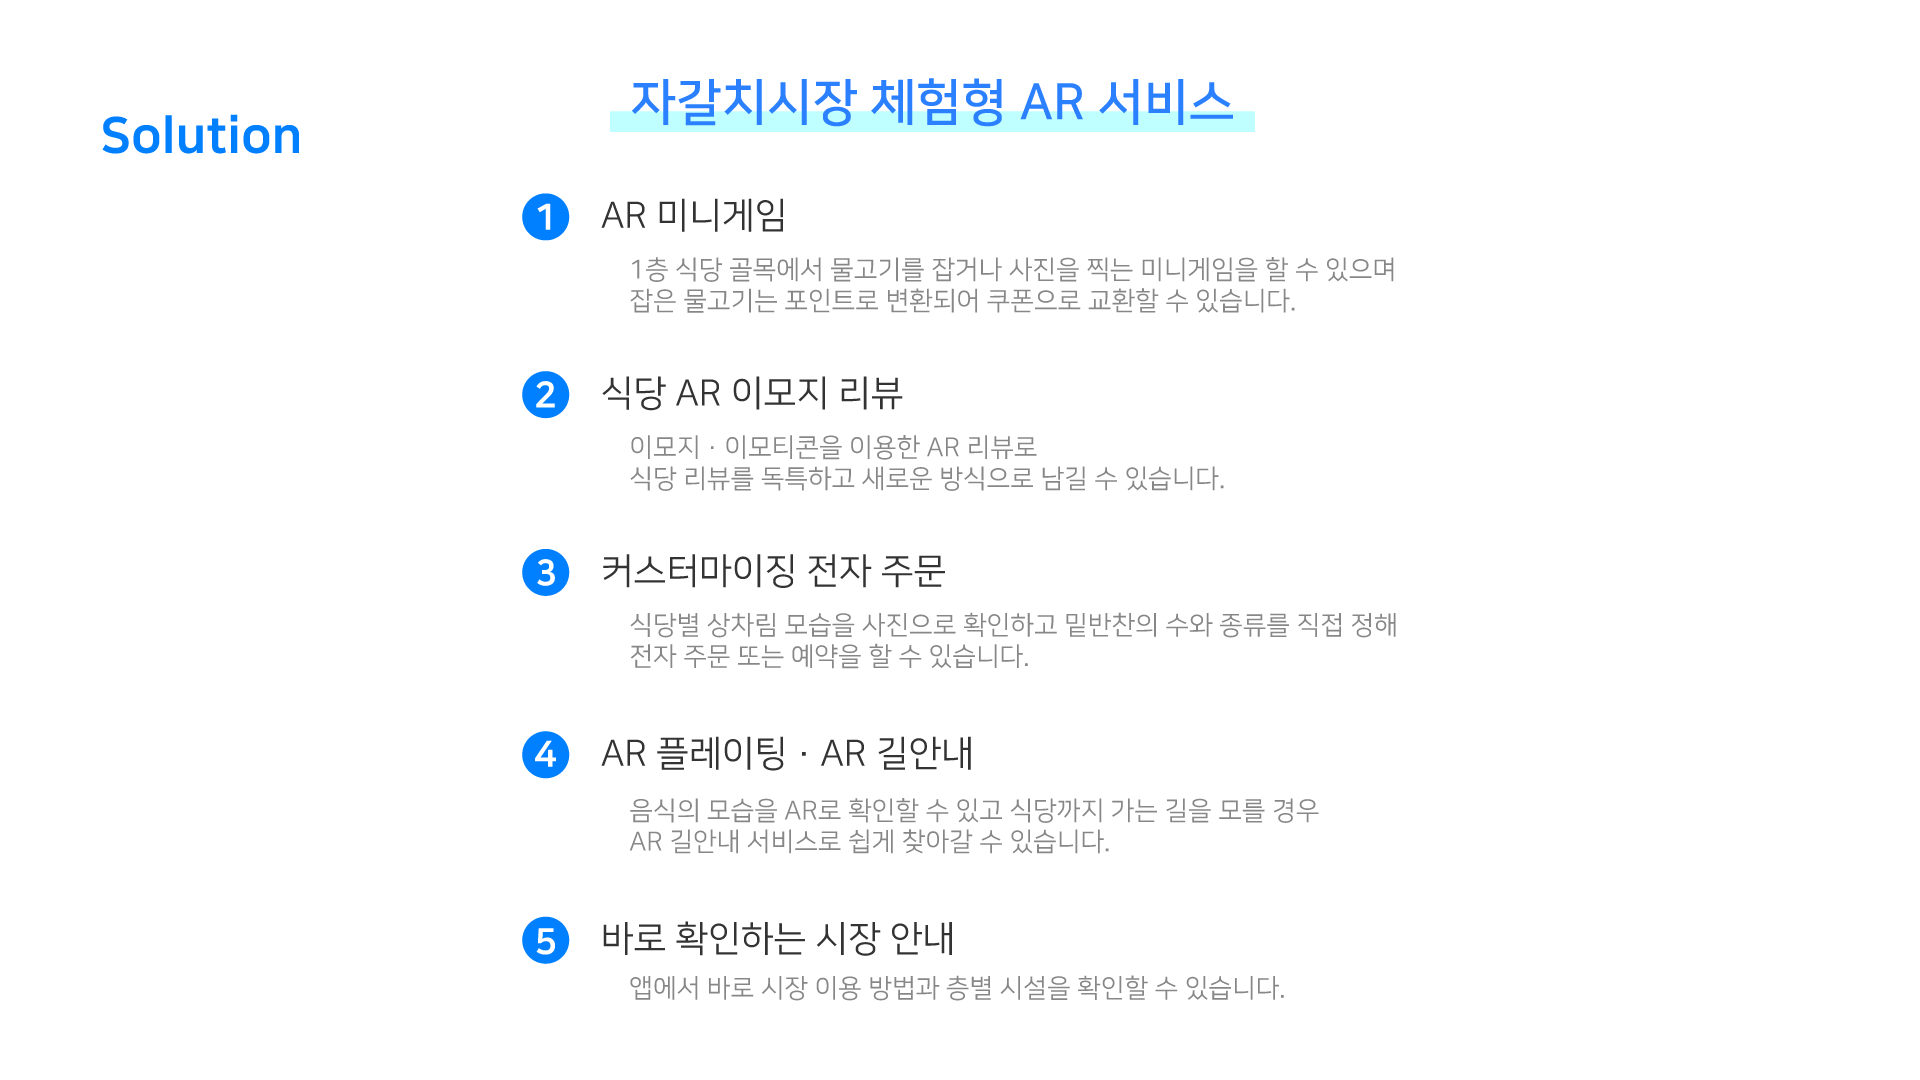 Solution
자갈치시장 체험형 AR 서비스
1 AR 미니게임
1층 식당 골목에서 물고기를 잡거나 사진을 찍는 미니게임을 할 수 있으며
잡은 물고기는 포인트로 변환되어 쿠폰으로 교환할 수 있습니다.
2 식당 AR 이모지 리뷰
이모지 · 이모티콘을 이용한 AR 리뷰로
식당 리뷰를 독특하고 새로운 방식으로 남길 수 있습니다.
3 커스터마이징 전자 주문
식당별 상차림 모습을 사진으로 확인하고 밑반찬의 수와 종류를 직접 정해
전자 주문 또는 예약을 할 수 있습니다.
4 AR 플레이팅 · AR 길안내
음식의 모습을 AR로 확인할 수 있고 식당까지 가는 길을 모를 경우
AR 길안내 서비스로 쉽게 찾아갈 수 있습니다.
5 바로 확인하는 시장 안내
앱에서 바로 시장 이용 방법과 층별 시설을 확인할 수 있습니다.